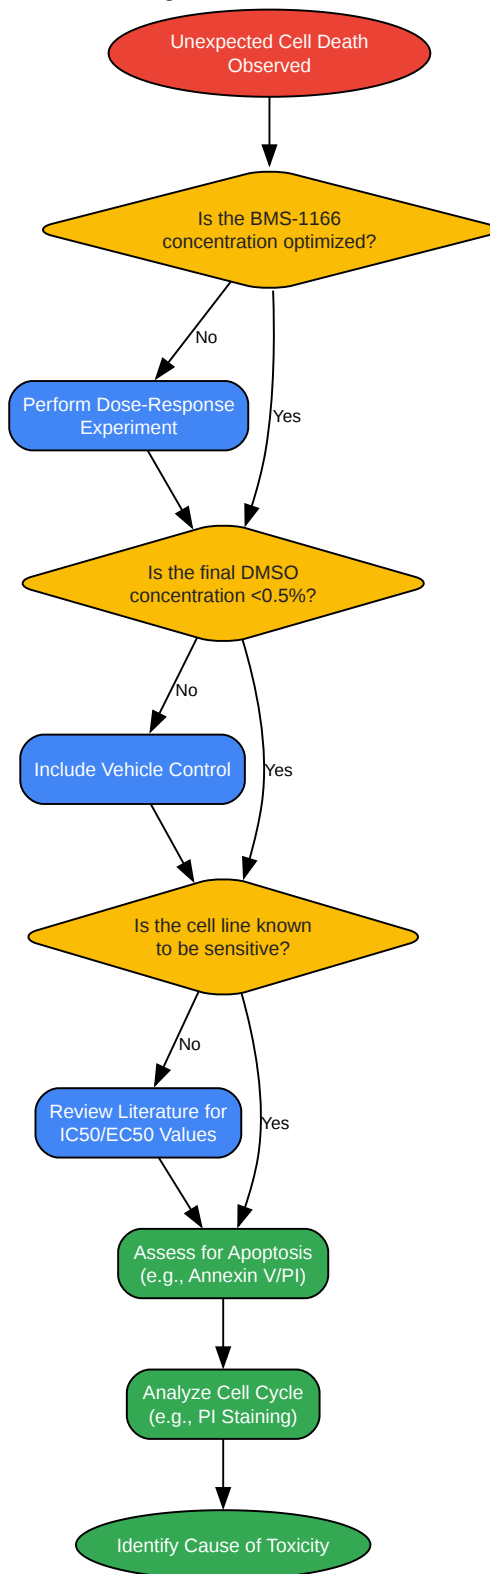 Unexpected Cell Death
Observed
Is the BMS-1166
concentration optimized?
No
Perform Dose-Response
Experiment
Yes
Is the final DMSO
concentration <0.5%?
No
Include Vehicle Control
Yes
Is the cell line known
to be sensitive?
No
Review Literature for
IC50/EC50 Values
Yes
Assess for Apoptosis
(e.g., Annexin V/PI)
Analyze Cell Cycle
(e.g., PI Staining)
Identify Cause of Toxicity